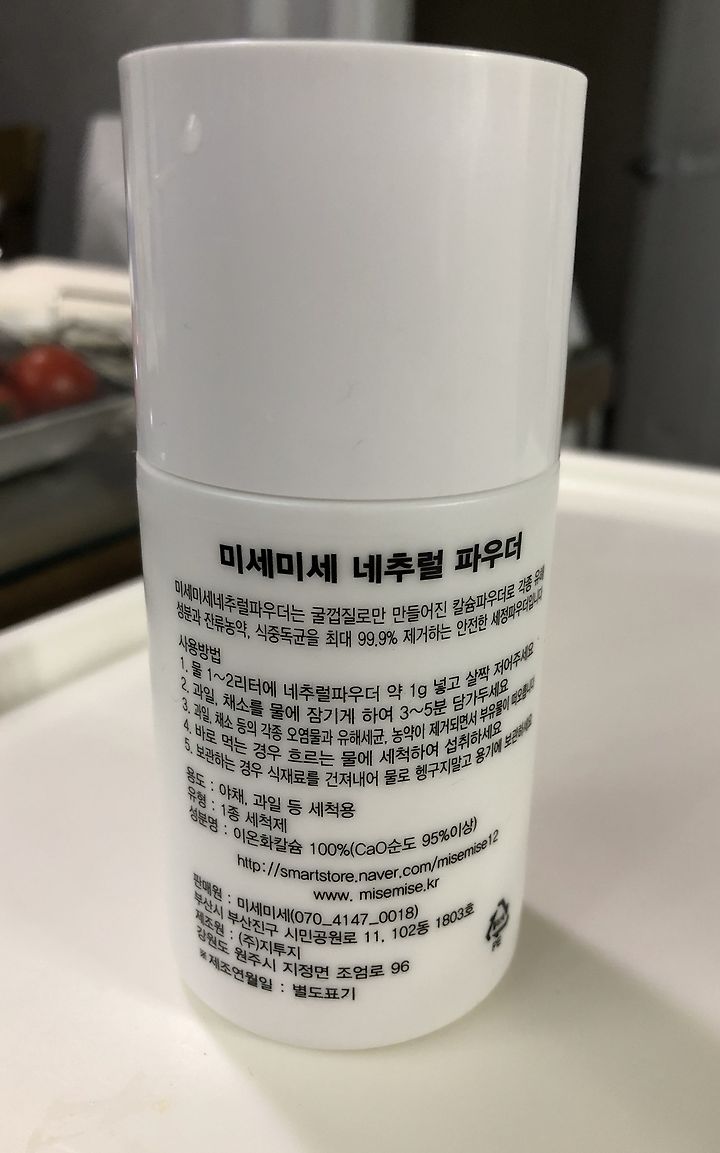 미세미세 네추럴 파우더
미세미세네추럴파우더는 굴껍질로만 만들어진 칼슘파우더로 각종 유해
성분과 잔류농약, 식중독균을 최대 99.9% 제거하는 안전한 세정파우더입니다
사용방법
1. 물 1~2리터에 네추럴파우더 약 1g 넣고 살짝 저어주세요
2. 과일, 채소를 물에 잠기게 하여 3~5분 담가두세요
3. 과일, 채소 등의 각종 오염물과 유해세균, 농약이 제거되면서 부유물이 떠오릅니다
4. 바로 먹는 경우 흐르는 물에 세척하여 섭취하세요
5. 보관하는 경우 식재료를 건져내어 물로 헹구지말고 용기에 보관하세요
용도 : 야채, 과일 등 세척용
유형 : 1종 세척제
성분명 : 이온화칼슘 100%(CaO순도 95%이상)
http://smartstore.naver.com/misemise12
www. misemise.kr
판매원 : 미세미세(070_4147_0018)
부산시 부산진구 시민공원로 11, 102동 1803호
제조원 : (주)지투지
강원도 원주시 지정면 조엄로 96
※제조연월일 : 별도표기
PE